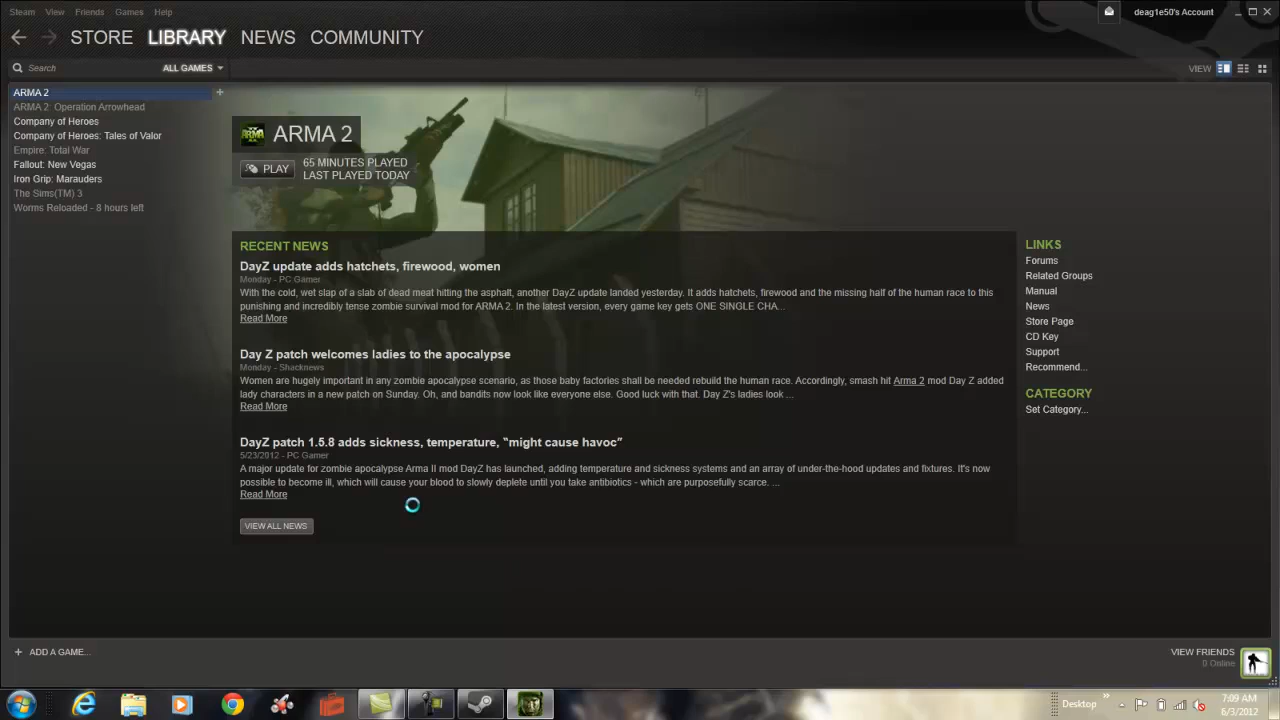 Steam View Friends Games Help
deag1e50's Account
STORE LIBRARY NEWS COMMUNITY
Search ALL GAMES VIEW
ARMA 2 +
ARMA 2: Operation Arrowhead
Company of Heroes
Company of Heroes: Tales of Valor
Empire: Total War
Fallout: New Vegas
Iron Grip: Marauders
The Sims(TM) 3
Worms Reloaded - 8 hours left
ARMA 2
PLAY
65 MINUTES PLAYED
LAST PLAYED TODAY
RECENT NEWS
DayZ update adds hatchets, firewood, women
Monday - PC Gamer
With the cold, wet slap of a slab of dead meat hitting the asphalt, another DayZ update landed yesterday. It adds hatchets, firewood and the missing half of the human race to this
punishing and incredibly tense zombie survival mod for ARMA 2. In the latest version, every game key gets ONE SINGLE CHA...
Read More
Day Z patch welcomes ladies to the apocalypse
Monday - Shacknews
Women are hugely important in any zombie apocalypse scenario, as those baby factories shall be needed rebuild the human race. Accordingly, smash hit Arma 2 mod Day Z added
lady characters in a new patch on Sunday. Oh, and bandits now look like everyone else. Good luck with that. Day Z's ladies look ...
Read More
DayZ patch 1.5.8 adds sickness, temperature, “might cause havoc”
5/23/2012 - PC Gamer
A major update for zombie apocalypse Arma II mod DayZ has launched, adding temperature and sickness systems and an array of under-the-hood updates and fixtures. It's now
possible to become ill, which will cause your blood to slowly deplete until you take antibiotics - which are purposefully scarce. ...
Read More
VIEW ALL NEWS
LINKS
Forums
Related Groups
Manual
News
Store Page
CD Key
Support
Recommend...
CATEGORY
Set Category...
+ ADD A GAME...
VIEW FRIENDS
0 Online
Desktop
7:09 AM
6/3/2012